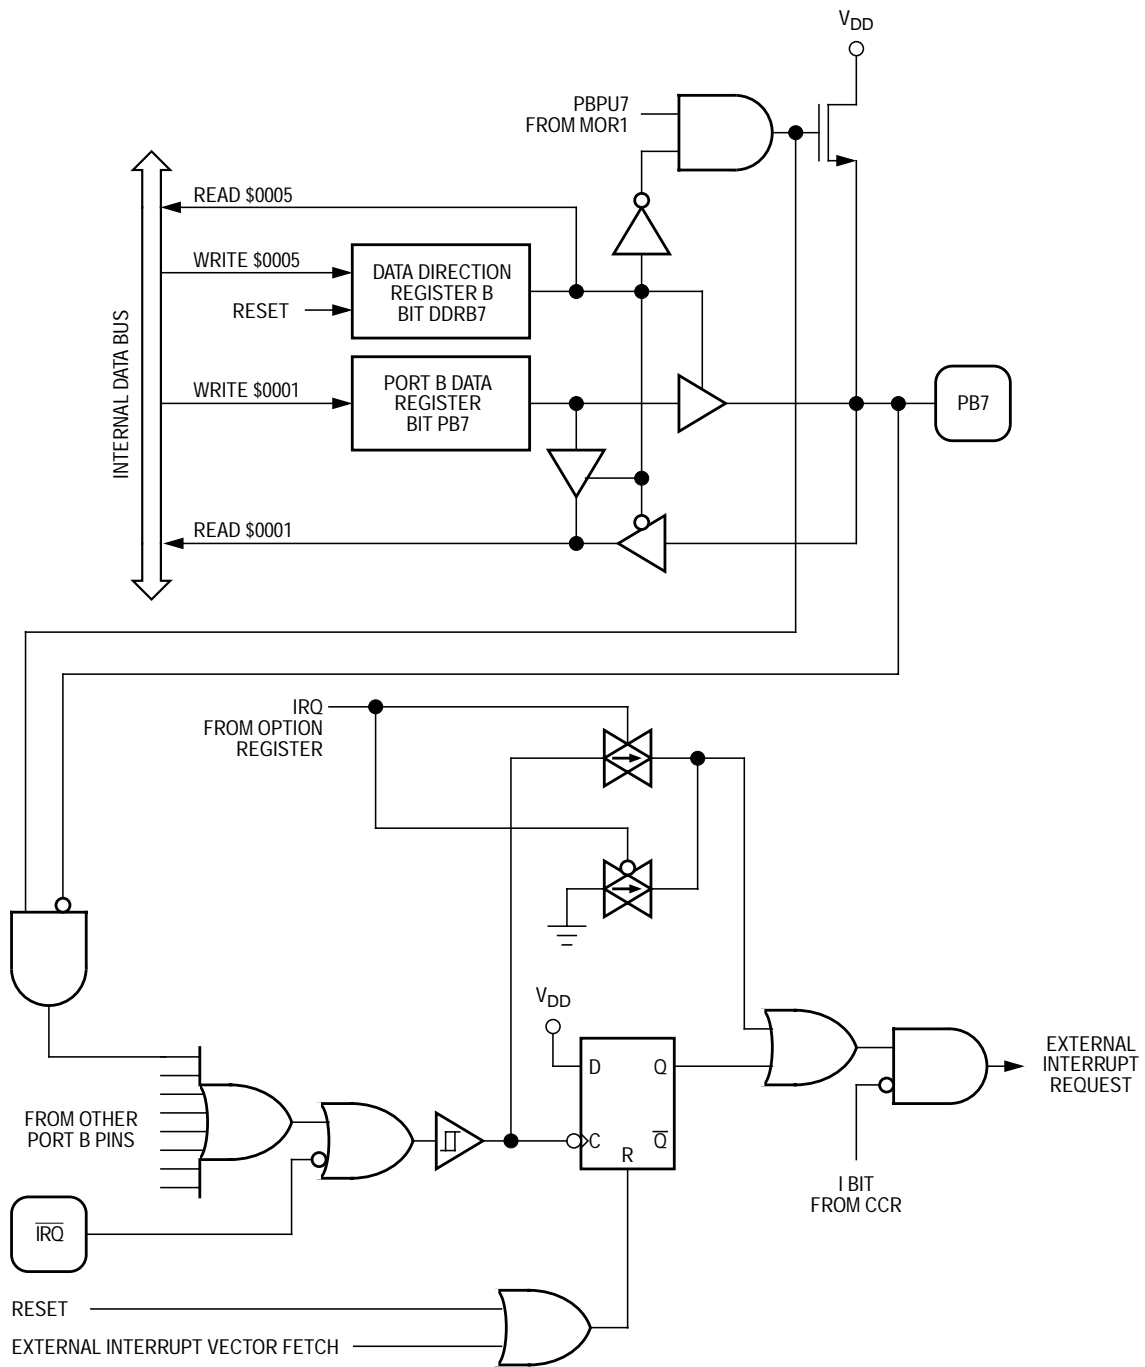 VDD
PBPU7
FROM MOR1
READ $0005
WRITE $0005
DATA DIRECTION
REGISTER B
BIT DDRB7
RESET
INTERNAL DATA BUS
WRITE $0001
PORT B DATA
REGISTER
BIT PB7
PB7
READ $0001
IRQ
FROM OPTION
REGISTER
VDD
D
Q
C
Q̅
R
EXTERNAL
INTERRUPT
REQUEST
FROM OTHER
PORT B PINS
I BIT
FROM CCR
I̅R̅Q̅
RESET
EXTERNAL INTERRUPT VECTOR FETCH